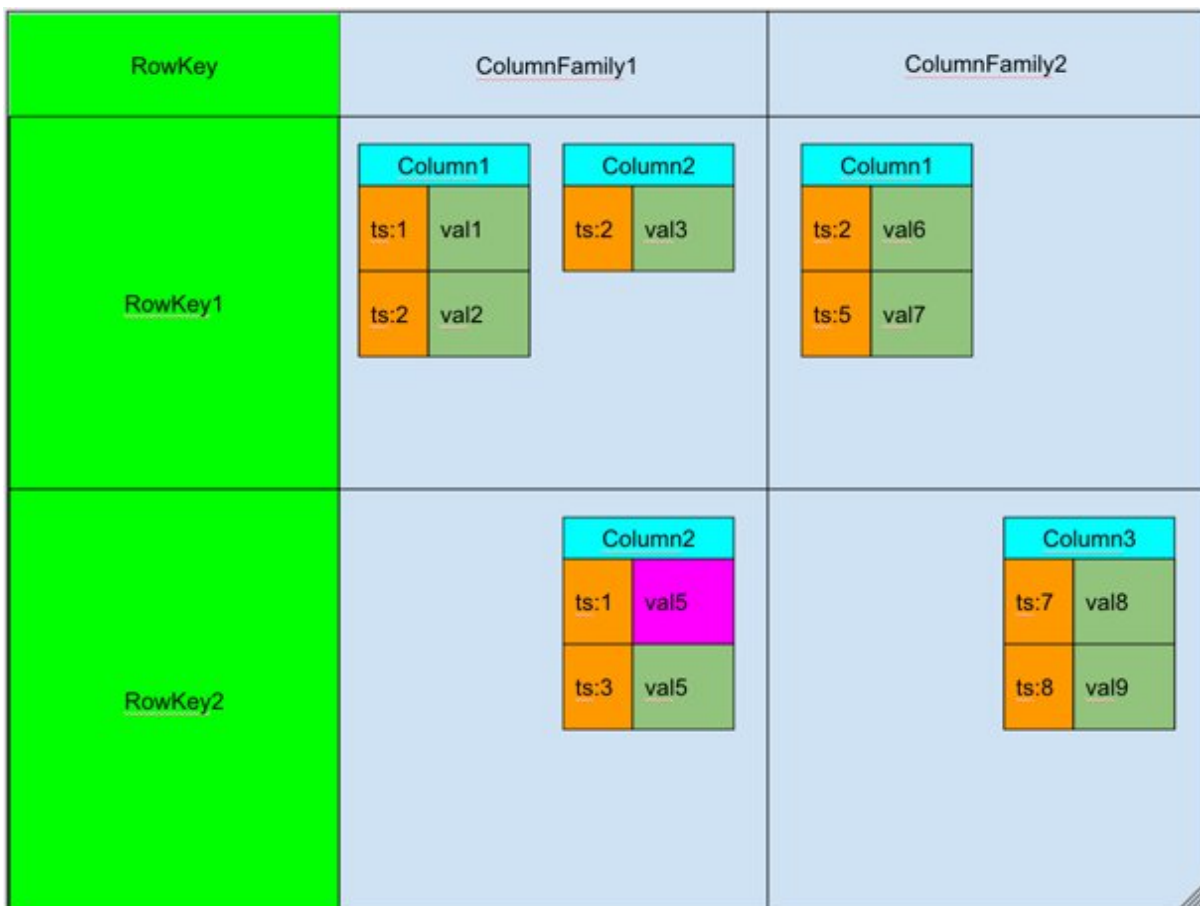 RowKey ColumnFamily1 ColumnFamily2
RowKey1
Column1 Column2 Column1
ts:1 val1 ts:2 val3 ts:2 val6
ts:2 val2 ts:5 val7
RowKey2
Column2 Column3
ts:1 val5 ts:7 val8
ts:3 val5 ts:8 val9